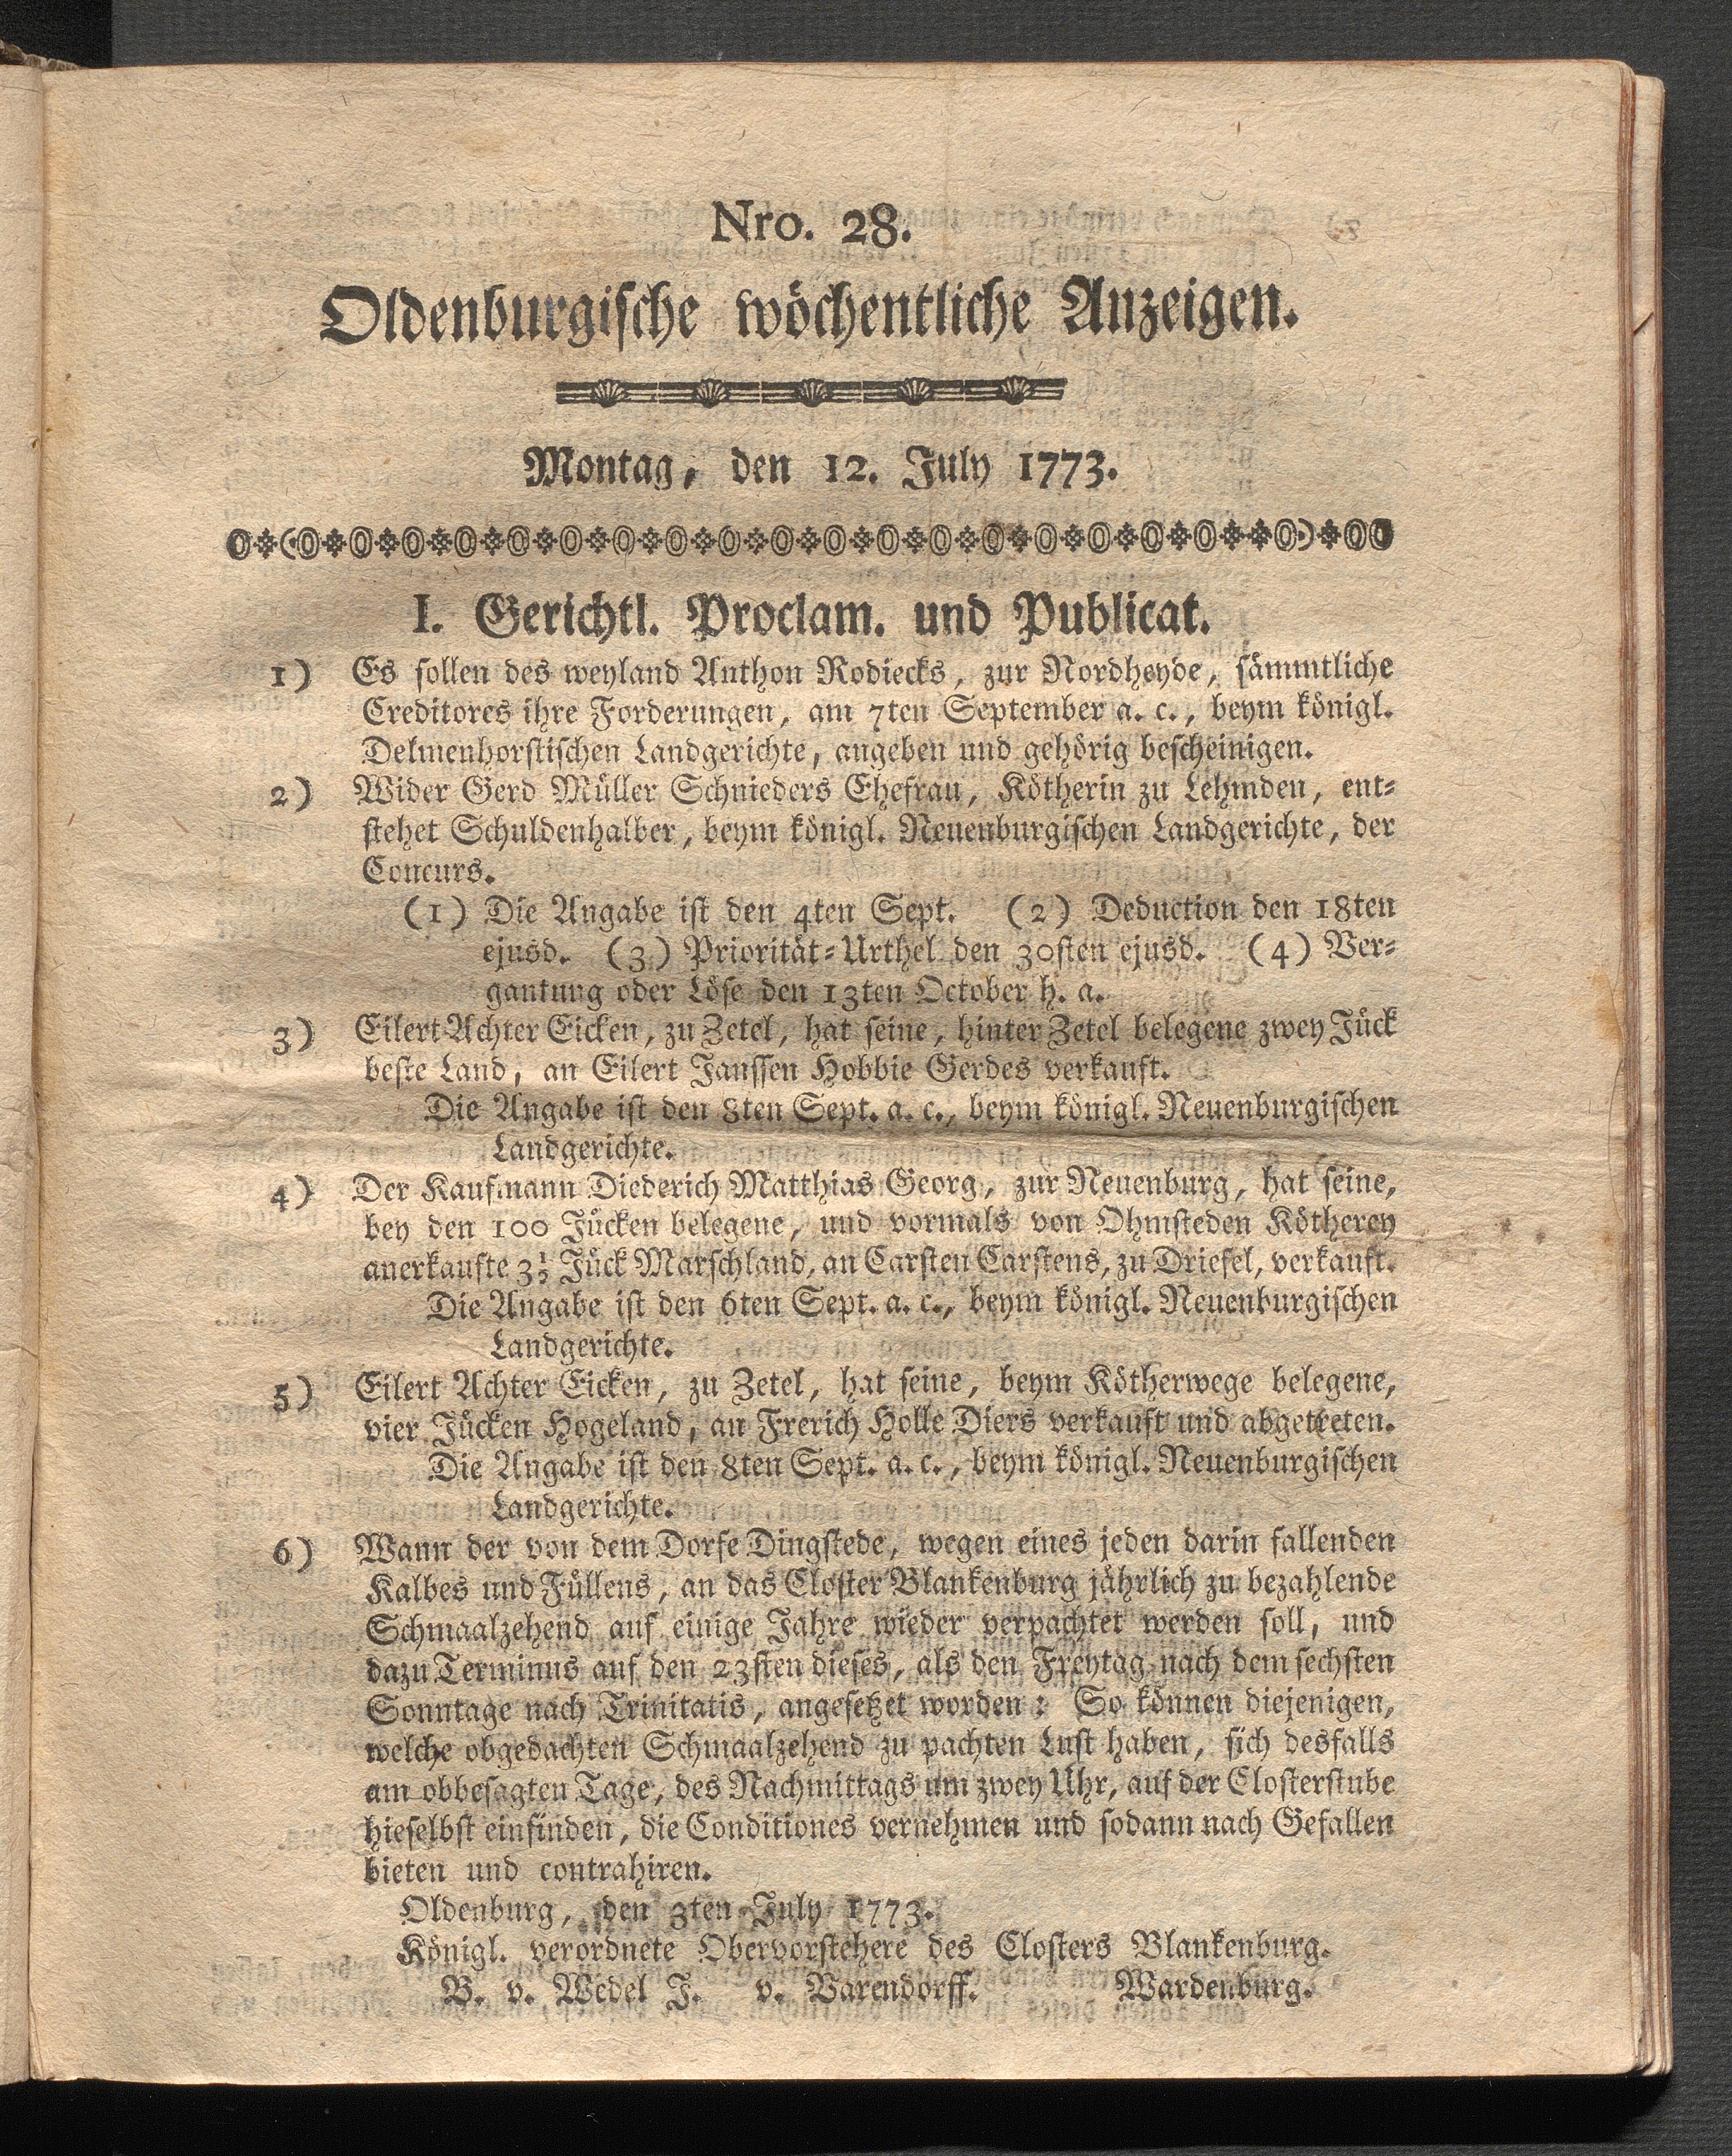 Nro. 28.
Oldenburgische wöchentliche Anzeigen.
Montag, den 12. July 1773.
I. Gerichtl. Proclam. und Publicat.
1) Es sollen des weyland Anthon Rodiecks, zur Nordheyde, sämmtliche
Creditores ihre Forderungen, am 7ten September a. c., beym königl.
Delmenhorstischen Landgerichte, angeben und gehörig bescheinigen.
2) Wider Gerd Müller Schnieders Ehefrau, Kötherin zu Lehmden, ent-
stehet Schuldenhalber, beym königl. Neuenburgischen Landgerichte, der
Concurs.
(1) Die Angabe ist den 4ten Sept. (2) Deduction den 18ten
ejusd. (3) Priorität-Urthel den 30sten ejusd. (4) Ver-
gantung oder Löse den 13ten October h. a.
3) Eilert Achter Eicken, zu Zetel, hat seine, hinter Zetel belegene zwey Jück
beste Land, an Eilert Janssen Hobbie Gerdes verkauft.
Die Angabe ist den 8ten Sept. a. c., beym königl. Neuenburgischen
Landgerichte.
4) Der Kaufmann Diederich Matthias Georg, zur Neuenburg, hat seine,
bey den 100 Jücken belegene, und vormals von Ohmsteden Kötherey
anerkaufte 3½ Jück Marschland, an Carsten Carstens, zu Driefel, verkauft.
Die Angabe ist den 6ten Sept. a. c., beym königl. Neuenburgischen
Landgerichte.
5) Eilert Achter Eicken, zu Zetel, hat seine, beym Kötherwege belegene,
vier Jücken Hogeland, an Frerich Holle Diers verkauft und abgetreten.
Die Angabe ist den 8ten Sept. a. c., beym königl. Neuenburgischen
Landgerichte.
6) Wann der von dem Dorfe Dingstede, wegen eines jeden darin fallenden
Kalbes und Füllens, an das Closter Blankenburg jährlich zu bezahlende
Schmaalzehend auf einige Jahre wieder verpachtet werden soll, und
dazu Terminus auf den 23sten dieses, als den Freytag nach dem sechsten
Sonntage nach Trinitatis, angesetzet worden: So können diejenigen,
welche obgedachten Schmaalzehend zu pachten Lust haben, sich desfalls
am obbesagten Tage, des Nachmittags um zwey Uhr, auf der Closterstube
hieselbst einfinden, die Conditiones vernehmen und sodann nach Gefallen
bieten und contrahiren.
Oldenburg, den 3ten July 1773.
Königl. verordnete Obervorstehere des Closters Blankenburg.
B. v. Wedel J. v. Varendorff. Wardenburg.